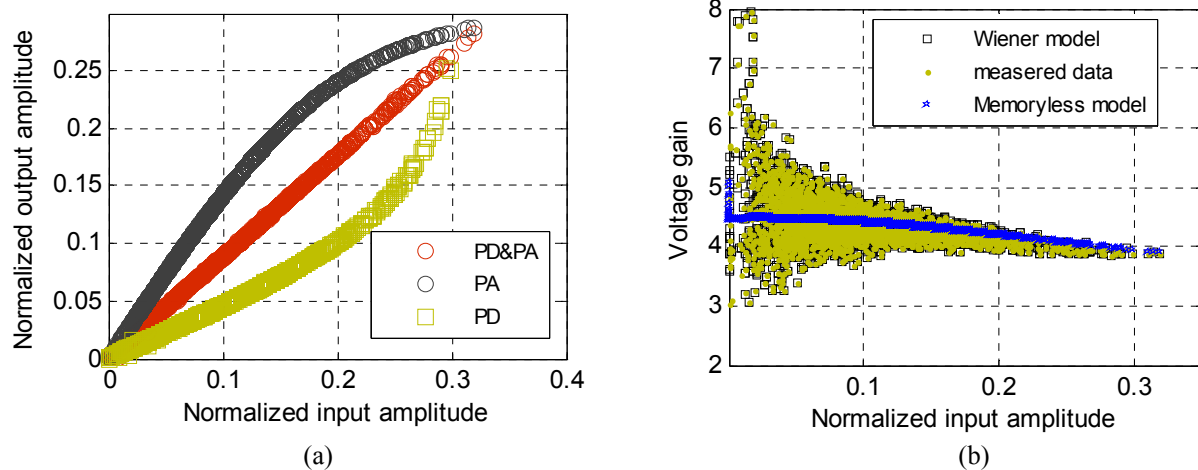 Normalized output amplitude
0.25
0.2
0.15
0.1
0.05
0
0
0.1
0.2
0.3
0.4
Normalized input amplitude
PD&PA
PA
PD
(a)
Voltage gain
8
7
6
5
4
3
2
0.1
0.2
0.3
Normalized input amplitude
Wiener model
measered data
Memoryless model
(b)